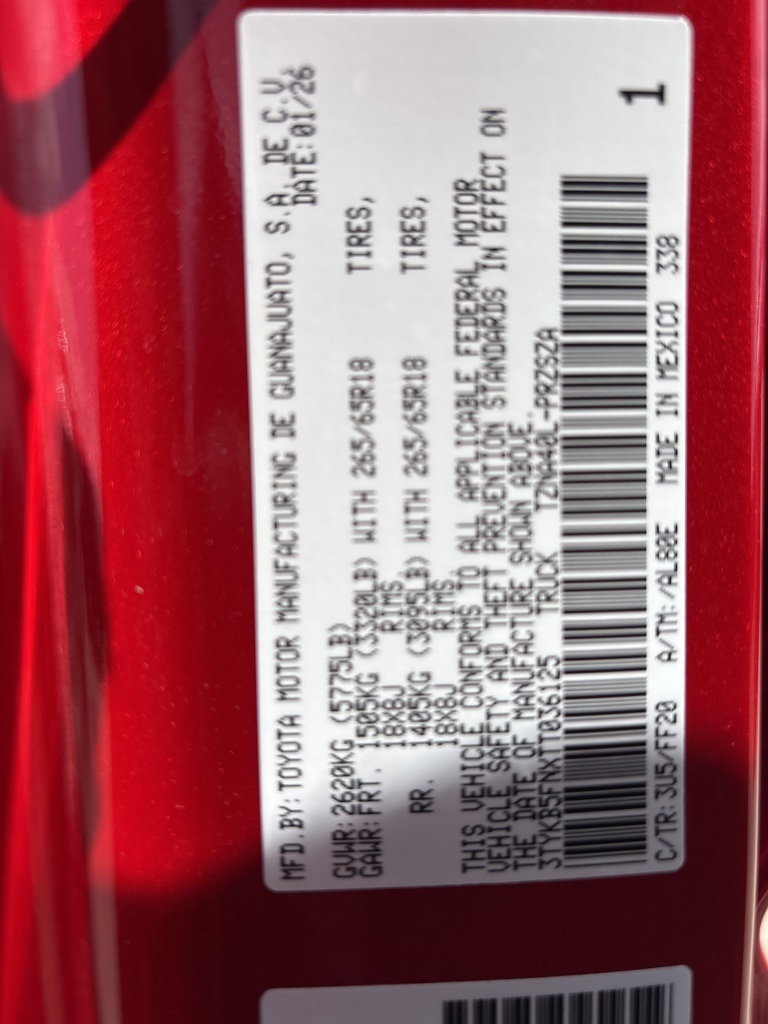 MFD.BY:TOYOTA MOTOR MANUFACTURING DE GUANAJUATO, S.A. DE C.V.
DATE:01/26
GVWR:2620KG (5775LB)
GAWR:FRT. 1505KG (3320LB) WITH 265/65R18 TIRES,
18X8J RIMS
RR. 1405KG (3095LB) WITH 265/65R18 TIRES,
18X8J RIMS
THIS VEHICLE CONFORMS TO ALL APPLICABLE FEDERAL MOTOR
VEHICLE SAFETY AND THEFT PREVENTION STANDARDS IN EFFECT ON
THE DATE OF MANUFACTURE SHOWN ABOVE.
3TYKB5FNXTT036125 TRUCK TZNA40L-PRZSZA
1
C/TR:3U5/FF20 A/TM:/AL80E MADE IN MEXICO 338